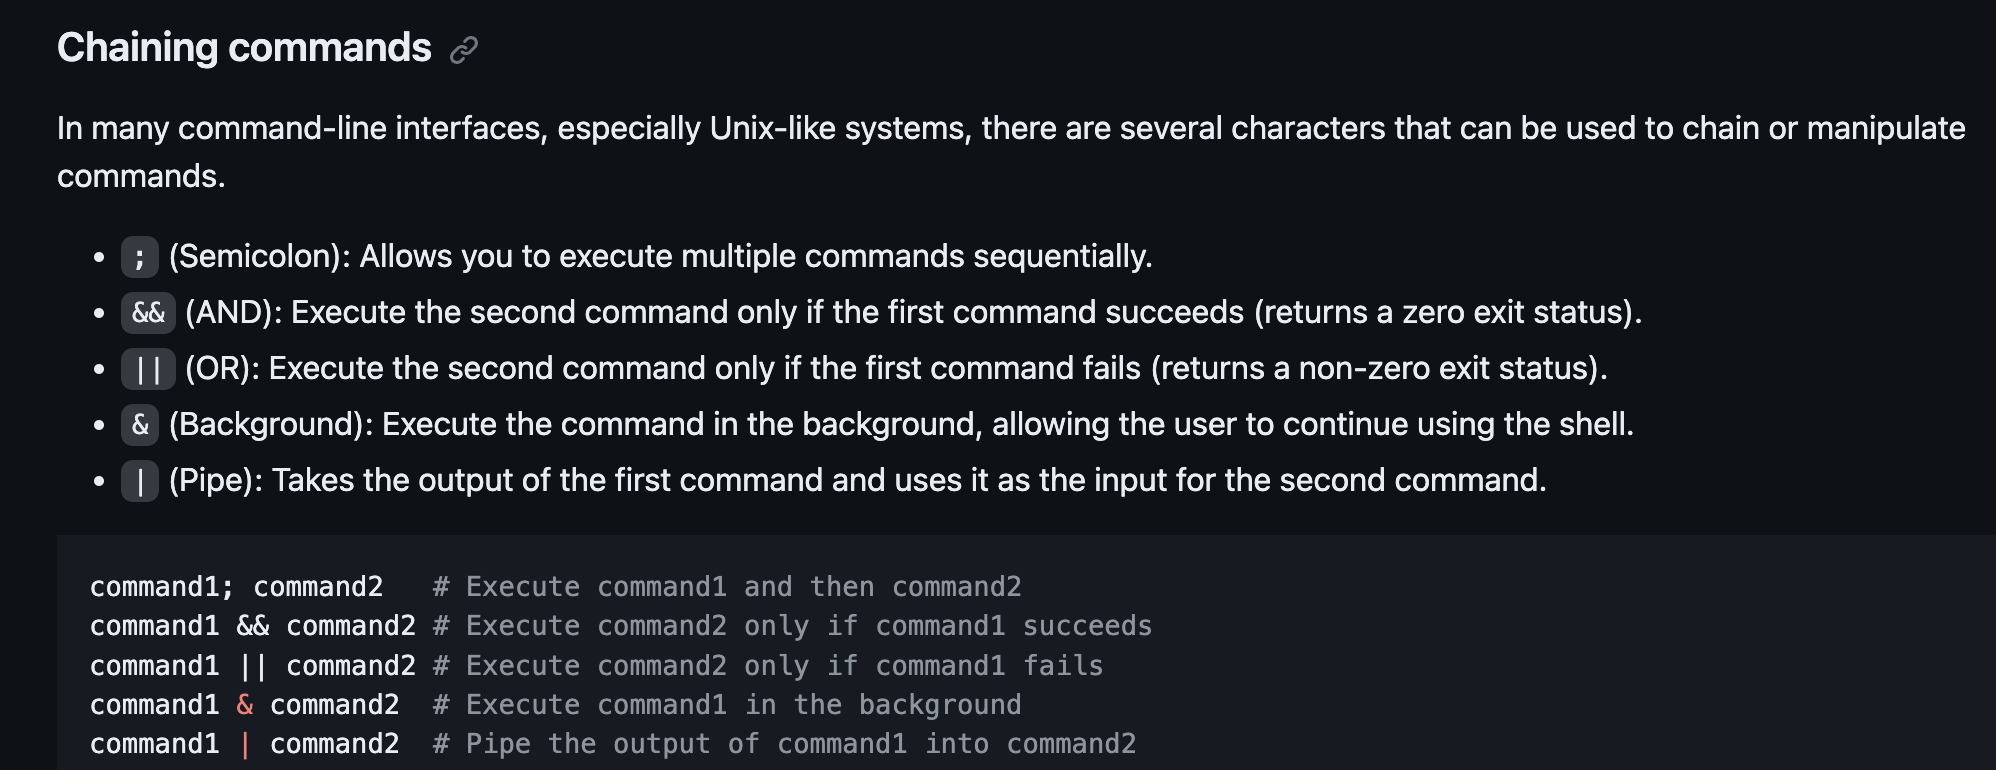 Chaining commands
In many command-line interfaces, especially Unix-like systems, there are several characters that can be used to chain or manipulate
commands.
• ; (Semicolon): Allows you to execute multiple commands sequentially.
• && (AND): Execute the second command only if the first command succeeds (returns a zero exit status).
• || (OR): Execute the second command only if the first command fails (returns a non-zero exit status).
• & (Background): Execute the command in the background, allowing the user to continue using the shell.
• | (Pipe): Takes the output of the first command and uses it as the input for the second command.
command1; command2   # Execute command1 and then command2
command1 && command2 # Execute command2 only if command1 succeeds
command1 || command2 # Execute command2 only if command1 fails
command1 & command2  # Execute command1 in the background
command1 | command2  # Pipe the output of command1 into command2